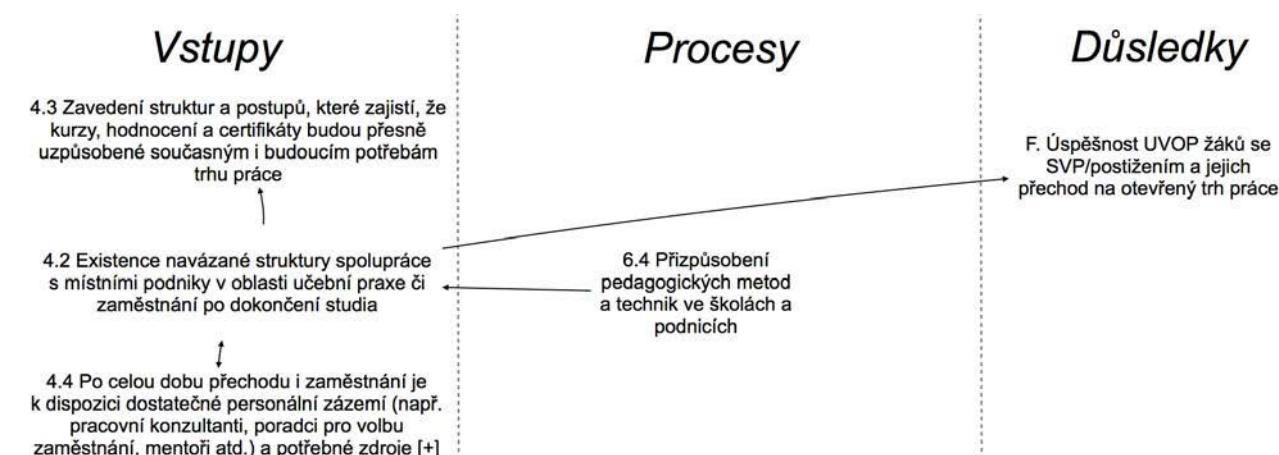 Vstupy
Procesy
Důsledky
4.3 Zavedení struktur a postupů, které zajistí, že
kurzy, hodnocení a certifikáty budou přesně
uzpůsobené současným i budoucím potřebám
trhu práce
F. Úspěšnost UVOP žáků se
SVP/postižením a jejich
přechod na otevřený trh práce
4.2 Existence navázané struktury spolupráce
s místními podniky v oblasti učební praxe či
zaměstnání po dokončení studia
6.4 Přizpůsobení
pedagogických metod
a technik ve školách a
podnicích
4.4 Po celou dobu přechodu i zaměstnání je
k dispozici dostatečné personální zázemí (např.
pracovní konzultanti, poradci pro volbu
zaměstnání, mentoři atd.) a potřebné zdroje [+]